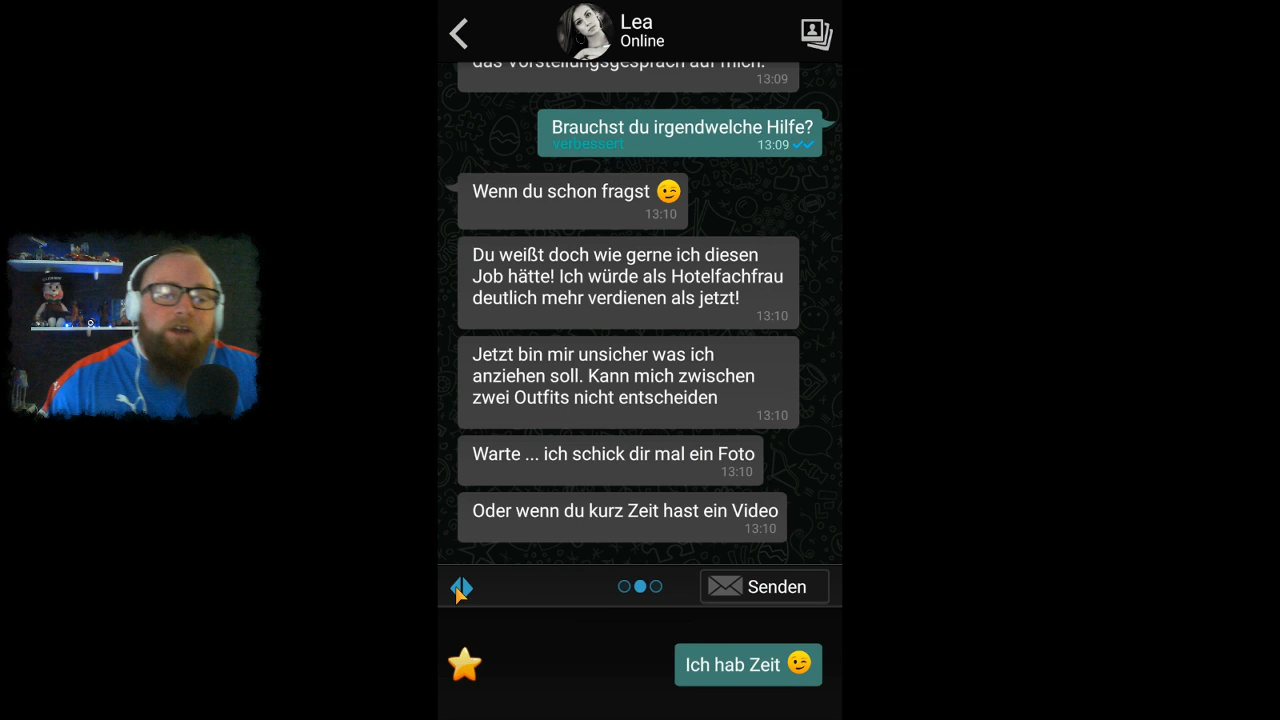 Lea
Online
das Vorstellungsgespräch auf mich.
13:09
Brauchst du irgendwelche Hilfe?
verbessert 13:09
Wenn du schon fragst 😉
13:10
Du weißt doch wie gerne ich diesen
Job hätte! Ich würde als Hotelfachfrau
deutlich mehr verdienen als jetzt!
13:10
Jetzt bin mir unsicher was ich
anziehen soll. Kann mich zwischen
zwei Outfits nicht entscheiden
13:10
Warte ... ich schick dir mal ein Foto
13:10
Oder wenn du kurz Zeit hast ein Video
13:10
Senden
Ich hab Zeit 😉